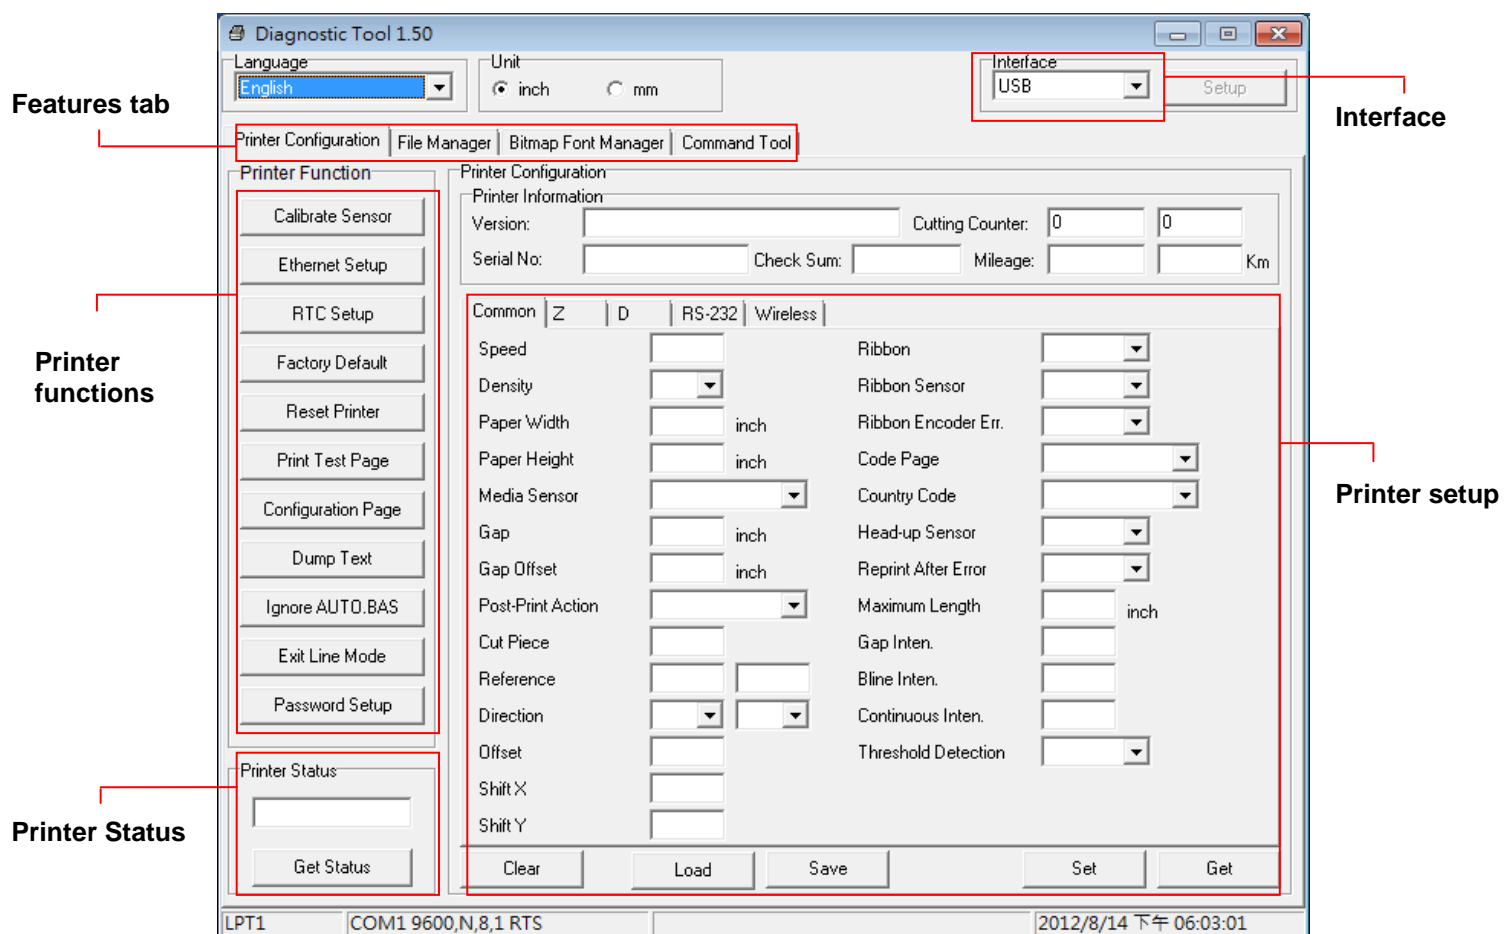 Diagnostic Tool 1.50
Language
English
Unit
inch
mm
Interface
USB
Setup
Features tab
Interface
Printer Configuration
File Manager
Bitmap Font Manager
Command Tool
Printer Function
Calibrate Sensor
Ethernet Setup
RTC Setup
Factory Default
Reset Printer
Print Test Page
Configuration Page
Dump Text
Ignore AUTO.BAS
Exit Line Mode
Password Setup
Printer functions
Printer Configuration
Printer Information
Version:
Cutting Counter: 0 0
Serial No:
Check Sum:
Mileage:
Km
Common
Z
D
RS-232
Wireless
Speed
Density
Paper Width inch
Paper Height inch
Media Sensor
Gap inch
Gap Offset inch
Post-Print Action
Cut Piece
Reference
Direction
Offset
Shift X
Shift Y
Ribbon
Ribbon Sensor
Ribbon Encoder Err.
Code Page
Country Code
Head-up Sensor
Reprint After Error
Maximum Length inch
Gap Inten.
Bline Inten.
Continuous Inten.
Threshold Detection
Printer setup
Printer Status
Get Status
Printer Status
Clear
Load
Save
Set
Get
LPT1
COM1 9600,N,8,1 RTS
2012/8/14 下午 06:03:01